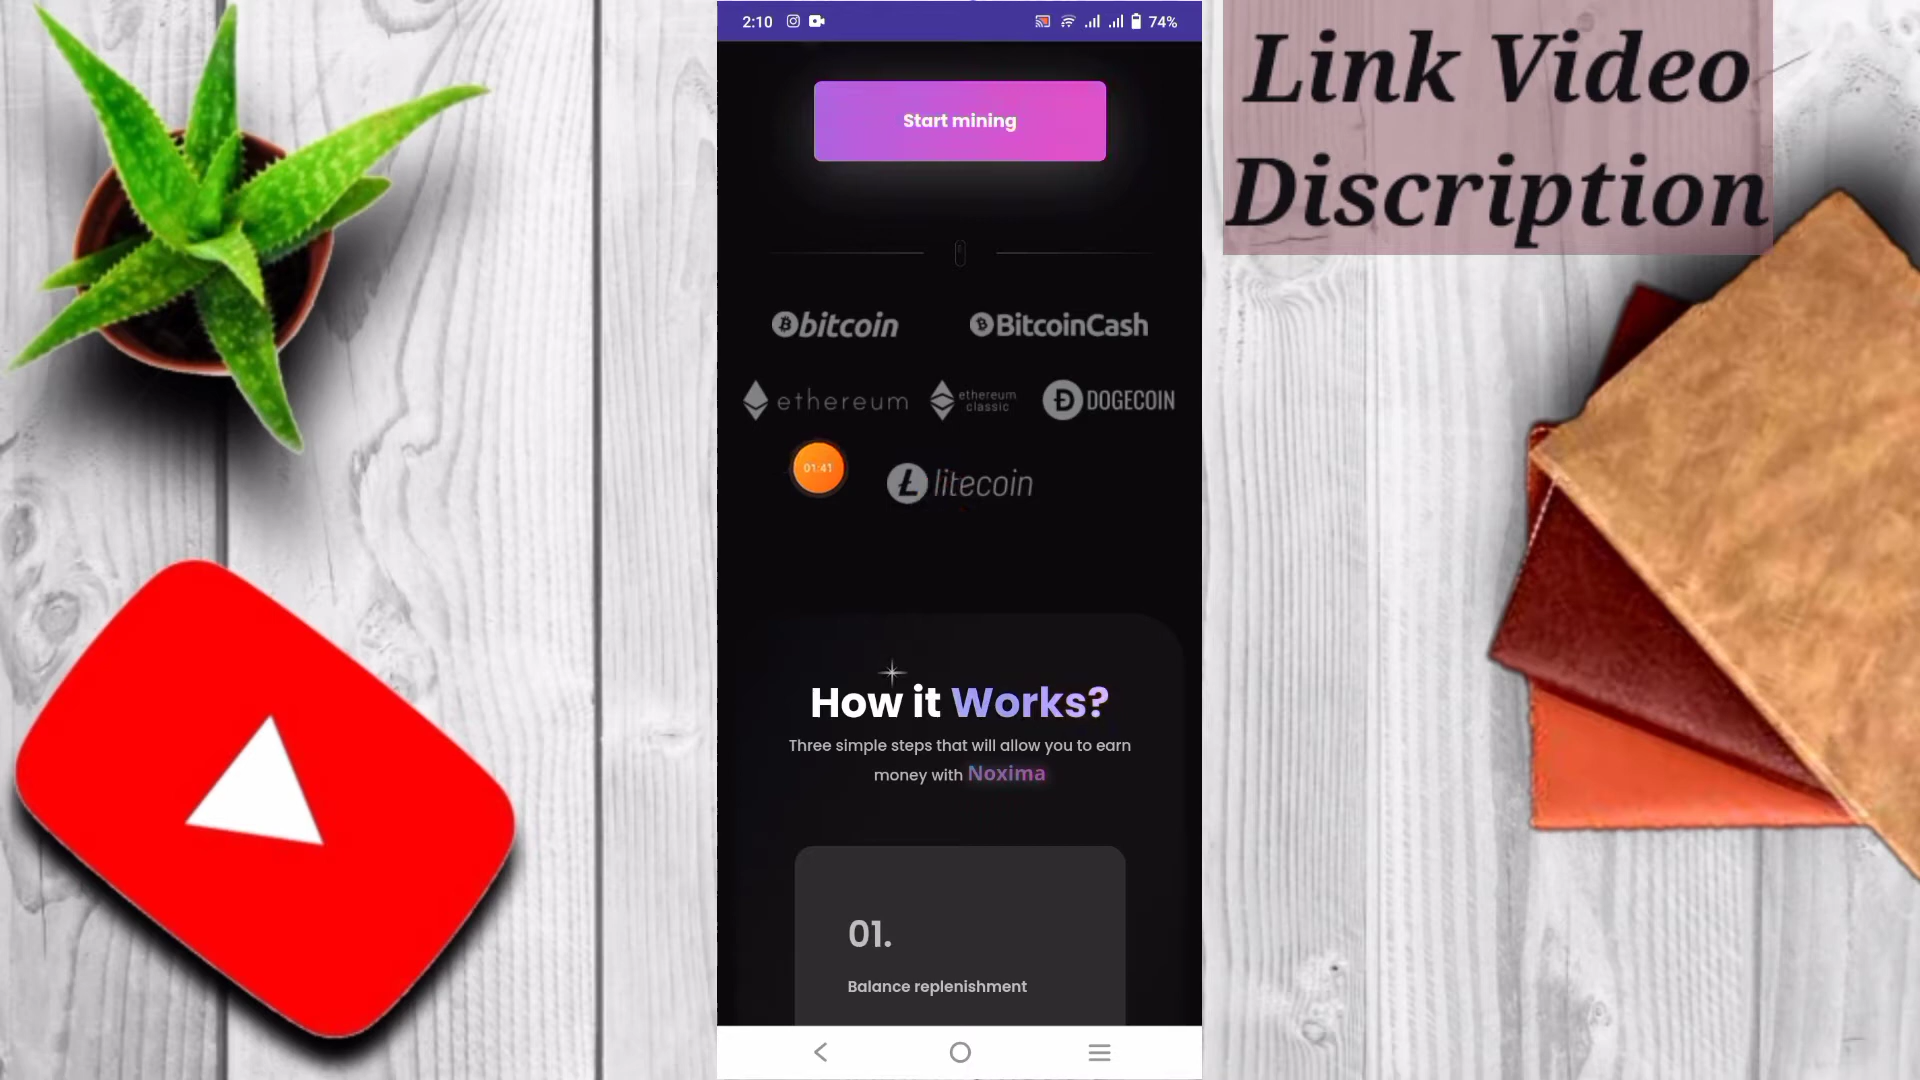 2:10
74%
Link Video
Discription
Start mining
bitcoin
BitcoinCash
ethereum
ethereum
classic
DOGECOIN
01:41
litecoin
How it Works?
Three simple steps that will allow you to earn
money with Noxima
01.
Balance replenishment